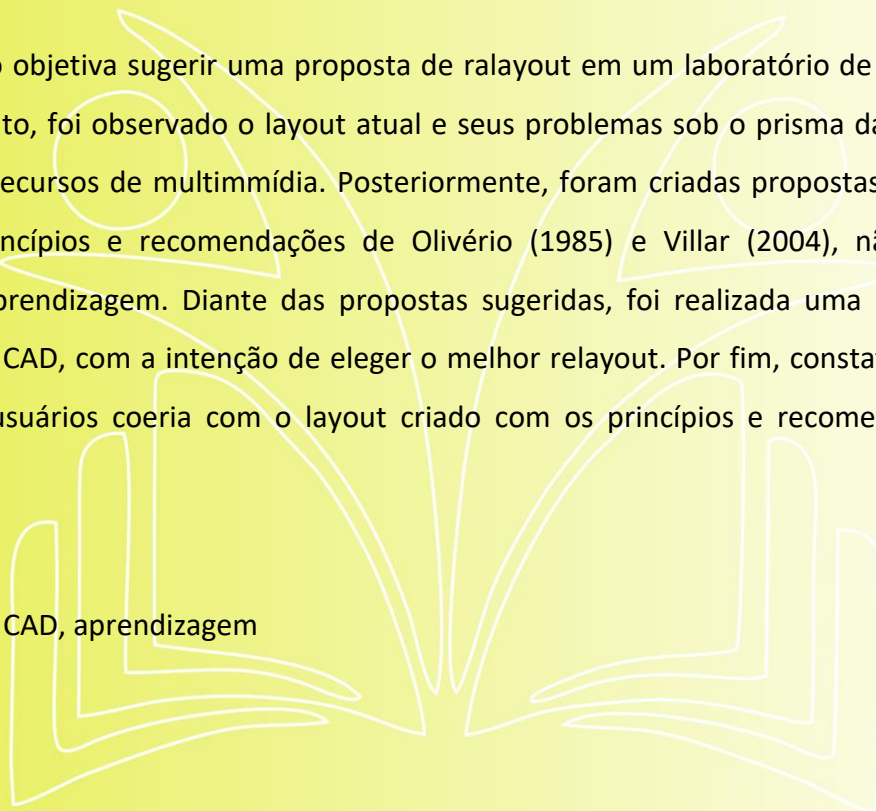 o objetiva sugerir uma proposta de ralayout em um laboratório de
to, foi observado o layout atual e seus problemas sob o prisma da
recursos de multimmídia. Posteriormente, foram criadas propostas
ncípios e recomendações de Olivério (1985) e Villar (2004), nã
prendizagem. Diante das propostas sugeridas, foi realizada uma
CAD, com a intenção de eleger o melhor relayout. Por fim, consta
usuários coeria com o layout criado com os princípios e recome
CAD, aprendizagem